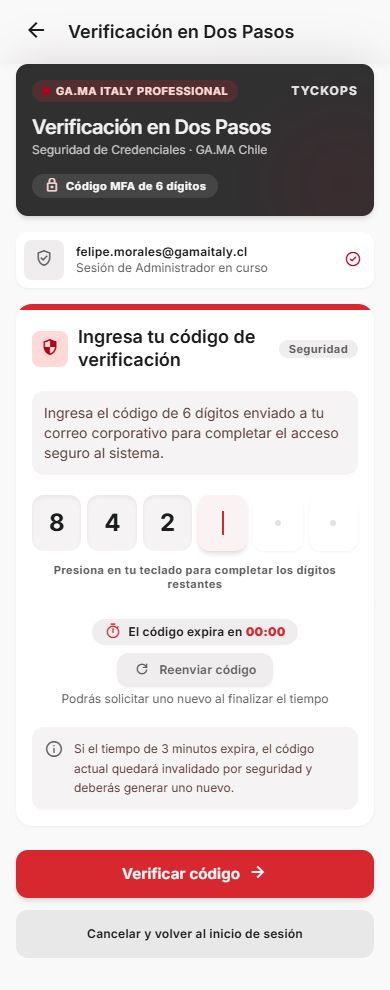 Verificación en Dos Pasos
GA.MA ITALY PROFESSIONAL
TYCKOPS
Verificación en Dos Pasos
Seguridad de Credenciales · GA.MA Chile
Código MFA de 6 dígitos
felipe.morales@gamaitaly.cl
Sesión de Administrador en curso
Ingresa tu código de
verificación
Seguridad
Ingresa el código de 6 dígitos enviado a tu
correo corporativo para completar el acceso
seguro al sistema.
8 4 2
Presiona en tu teclado para completar los dígitos
restantes
El código expira en 00:00
Reenviar código
Podrás solicitar uno nuevo al finalizar el tiempo
Si el tiempo de 3 minutos expira, el código
actual quedará invalidado por seguridad y
deberás generar uno nuevo.
Verificar código
Cancelar y volver al inicio de sesión